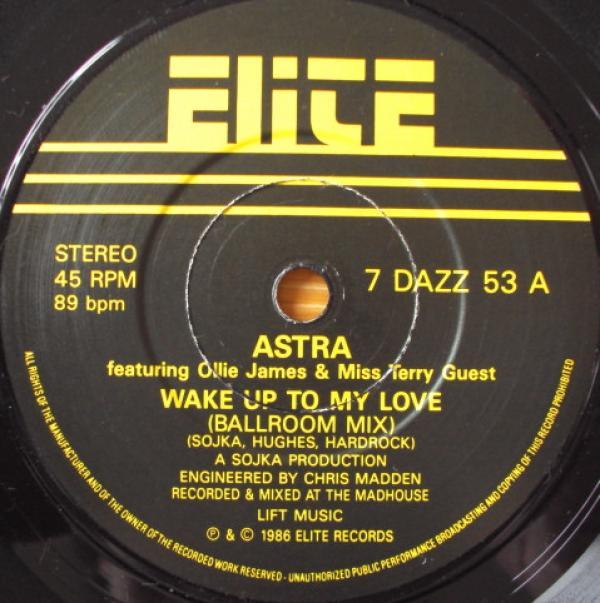 ELITE
STEREO
45 RPM
89 bpm
7 DAZZ 53 A
ASTRA
featuring Ollie James & Miss Terry Guest
WAKE UP TO MY LOVE
(BALLROOM MIX)
(SOJKA, HUGHES, HARDROCK)
A SOJKA PRODUCTION
ENGINEERED BY CHRIS MADDEN
RECORDED & MIXED AT THE MADHOUSE
LIFT MUSIC
℗ & © 1986 ELITE RECORDS
ALL RIGHTS OF THE MANUFACTURER AND OF THE OWNER OF THE RECORDED WORK RESERVED - UNAUTHORIZED PUBLIC PERFORMANCE BROADCASTING AND COPYING OF THIS RECORD PROHIBITED